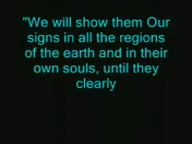 "We will show them Our
signs in all the regions
of the earth and in their
own souls, until they
clearly